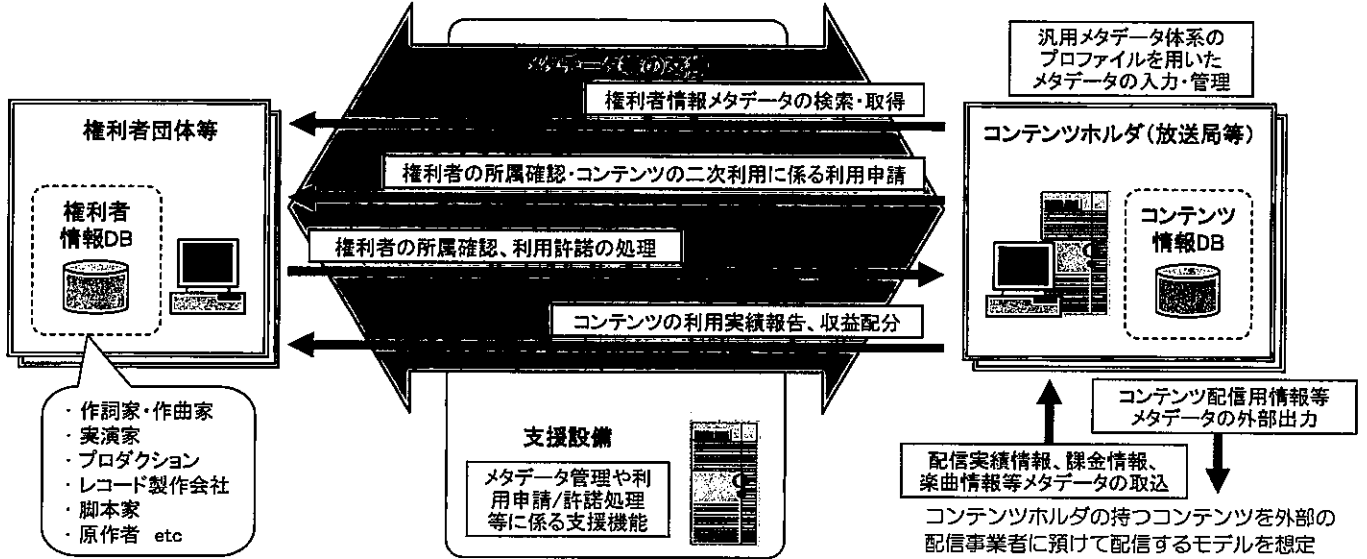 メタデータの交換
権利者情報メタデータの検索・取得
権利者の所属確認・コンテンツの二次利用に係る利用申請
権利者の所属確認、利用許諾の処理
コンテンツの利用実績報告、収益配分
権利者団体等
権利者
情報DB
・作詞家・作曲家
・実演家
・プロダクション
・レコード製作会社
・脚本家
・原作者 etc
支援設備
メタデータ管理や利
用申請/許諾処理
等に係る支援機能
汎用メタデータ体系の
プロファイルを用いた
メタデータの入力・管理
コンテンツホルダ(放送局等)
コンテンツ
情報DB
コンテンツ配信用情報等
メタデータの外部出力
配信実績情報、課金情報、
楽曲情報等メタデータの取込
コンテンツホルダの持つコンテンツを外部の
配信事業者に預けて配信するモデルを想定